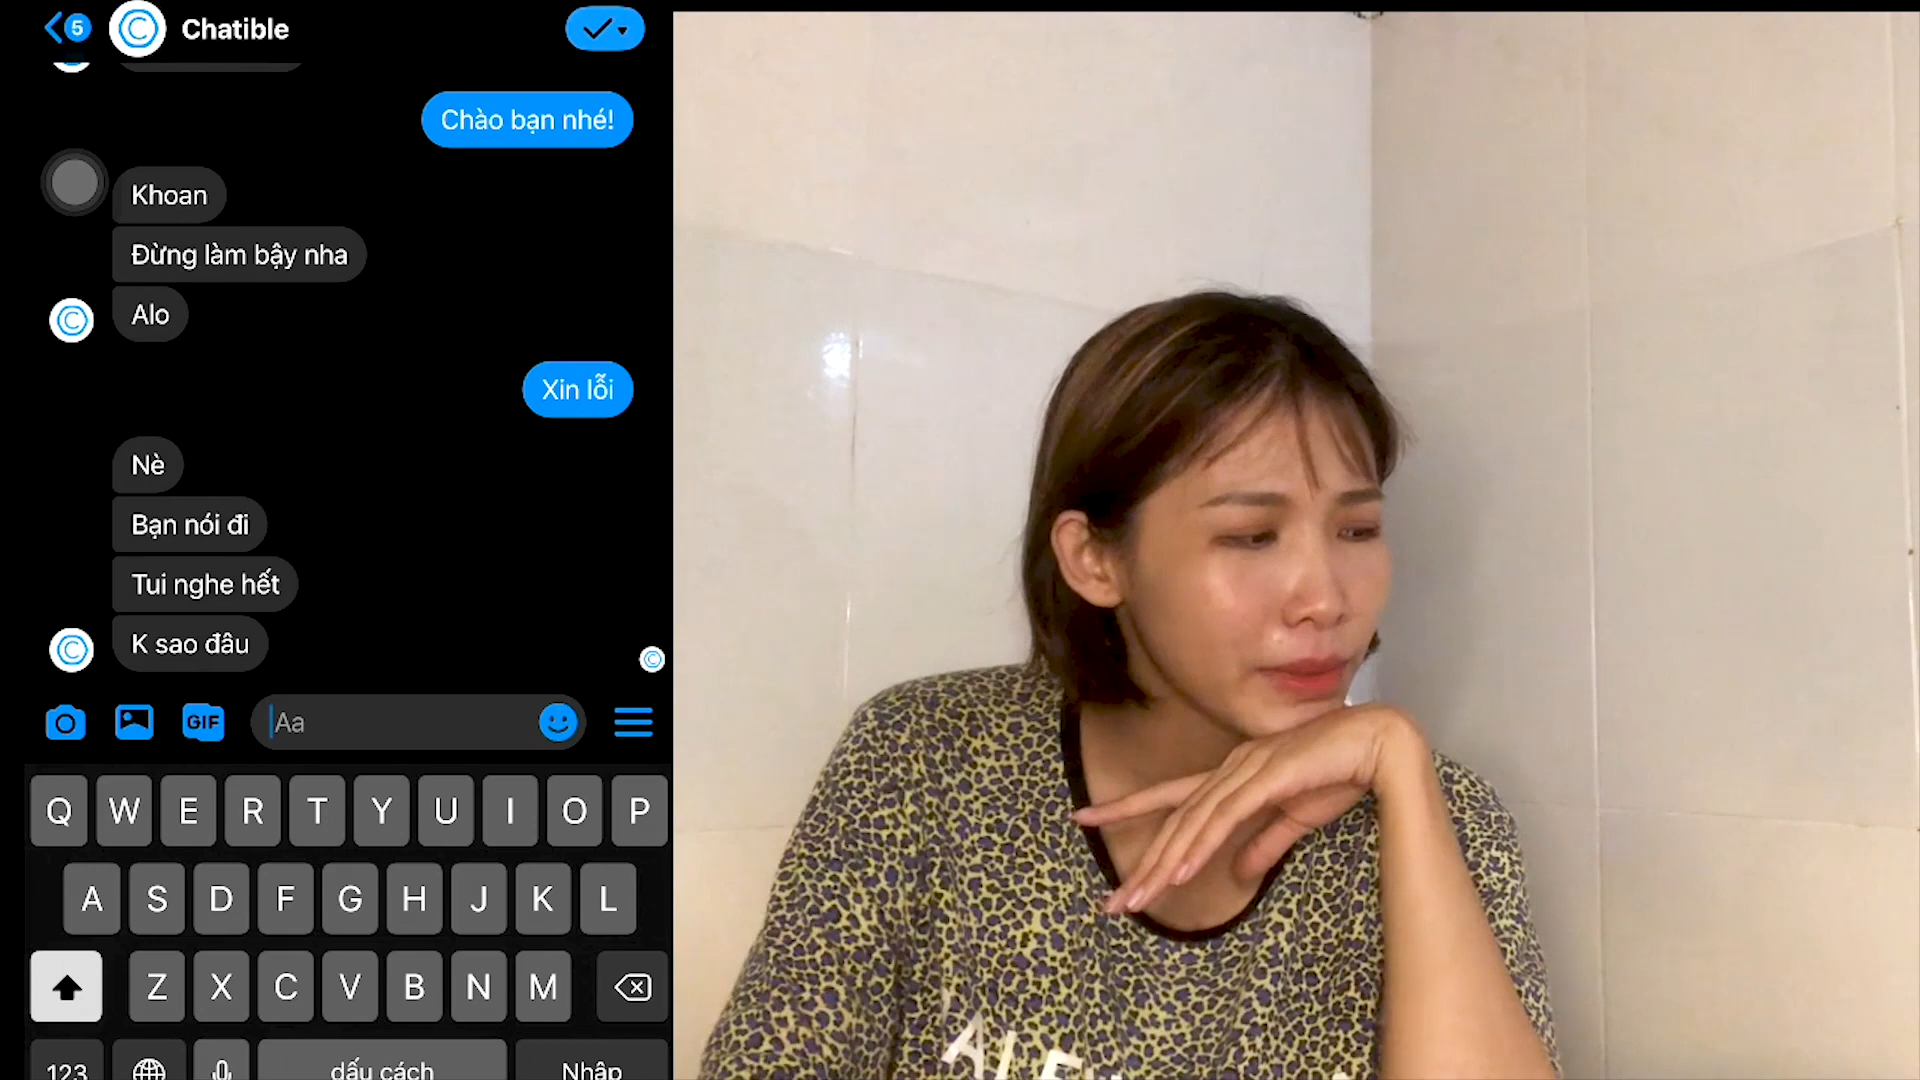 5
Chatible
Chào bạn nhé!
Khoan
Đừng làm bậy nha
Alo
Xin lỗi
Nè
Bạn nói đi
Tui nghe hết
K sao đâu
GIF
Aa
Q W E R T Y U I O P
A S D F G H J K L
Z X C V B N M
123
dấu cách
Nhập